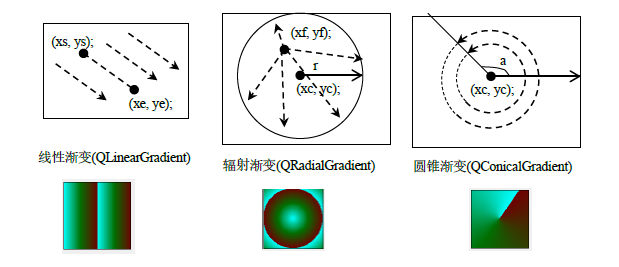 (xs, ys);
(xe, ye);
(xf, yf);
r
(xc, yc);
a
(xc, yc);
线性渐变(QLinearGradient)
辐射渐变(QRadialGradient)
圆锥渐变(QConicalGradient)